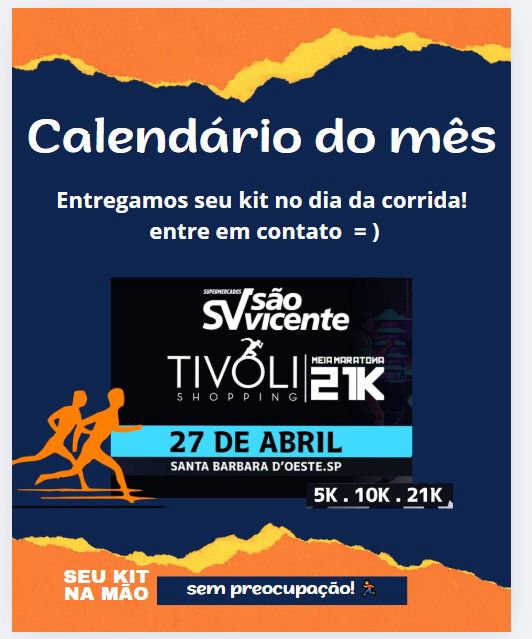 Calendário do mês
Entregamos seu kit no dia da corrida!
entre em contato = )
SUPERMERCADOS
SV são
vicente
TIVOLI
SHOPPING
MEIA MARATONA
21K
27 DE ABRIL
SANTA BARBARA D'OESTE.SP
5K . 10K . 21K
SEU KIT
NA MÃO
sem preocupação! 🏃